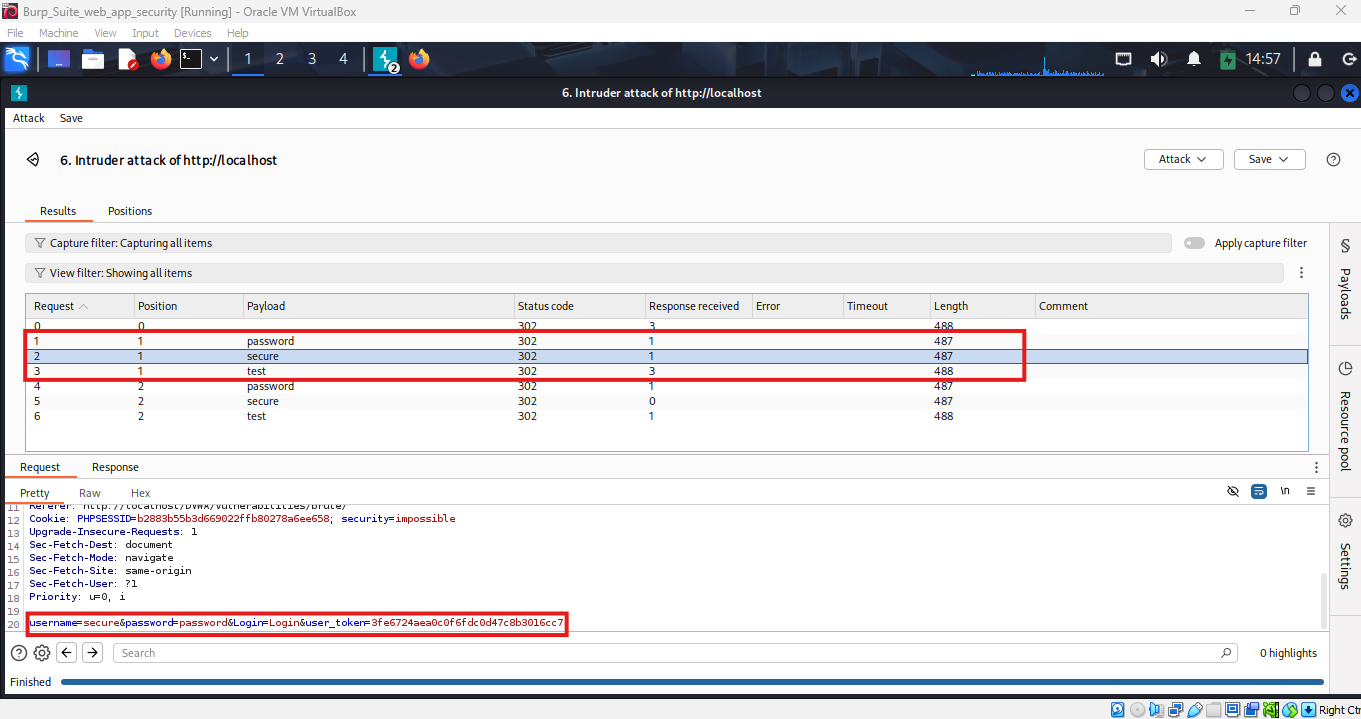 Burp_Suite_web_app_security [Running] - Oracle VM VirtualBox
File Machine View Input Devices Help
1 2 3 4 2 14:57
6. Intruder attack of http://localhost
Attack Save
6. Intruder attack of http://localhost Attack Save
Results Positions
Capture filter: Capturing all items Apply capture filter
View filter: Showing all items
Request Position Payload Status code Response received Error Timeout Length Comment
0 0 302 3 488
1 1 password 302 1 487
2 1 secure 302 1 487
3 1 test 302 3 488
4 2 password 302 1 487
5 2 secure 302 0 487
6 2 test 302 1 488
Payloads
Resource pool
Settings
Request Response
Pretty Raw Hex \n
11 Referer: http://localhost/DVWA/vulnerabilities/brute/
12 Cookie: PHPSESSID=b2883b55b3d669022ffb80278a6ee658; security=impossible
13 Upgrade-Insecure-Requests: 1
14 Sec-Fetch-Dest: document
15 Sec-Fetch-Mode: navigate
16 Sec-Fetch-Site: same-origin
17 Sec-Fetch-User: ?1
18 Priority: u=0, i
19
20 username=secure&password=password&Login=Login&user_token=3fe6724aea0c0f6fdc0d47c8b3016cc7
Search 0 highlights
Finished
Right Ctr